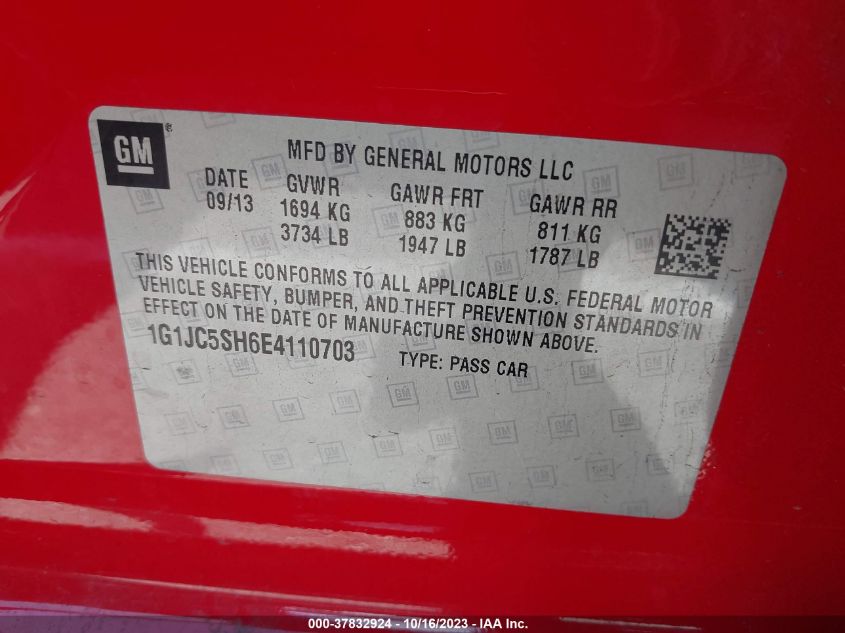 GM®
MFD BY GENERAL MOTORS LLC
DATE GVWR GAWR FRT GAWR RR
09/13 1694 KG 883 KG 811 KG
3734 LB 1947 LB 1787 LB
THIS VEHICLE CONFORMS TO ALL APPLICABLE U.S. FEDERAL MOTOR
VEHICLE SAFETY, BUMPER, AND THEFT PREVENTION STANDARDS IN
EFFECT ON THE DATE OF MANUFACTURE SHOWN ABOVE.
1G1JC5SH6E4110703 TYPE: PASS CAR
000-37832924 - 10/16/2023 - IAA Inc.